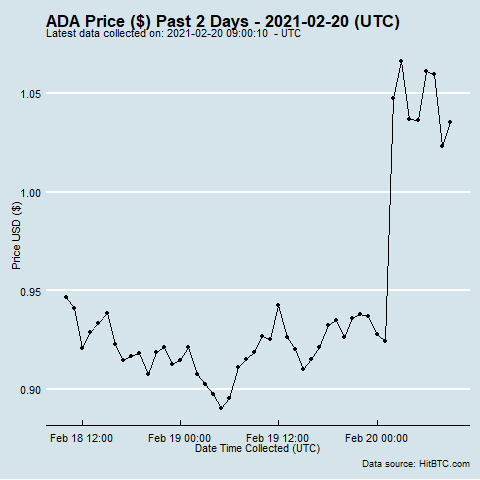 ADA Price ($) Past 2 Days - 2021-02-20 (UTC)
Latest data collected on: 2021-02-20 09:00:10 - UTC
1.05
1.00
0.95
0.90
Price USD ($)
Feb 18 12:00 Feb 19 00:00 Feb 19 12:00 Feb 20 00:00
Date Time Collected (UTC)
Data source: HitBTC.com